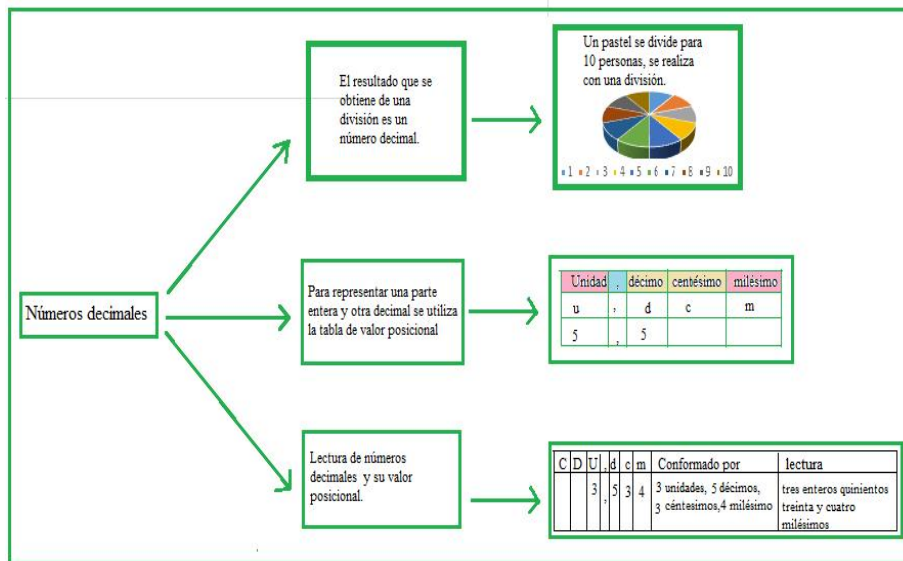 Números decimales
El resultado que se
obtiene de una
división es un
número decimal.
Un pastel se divide para
10 personas, se realiza
con una división.
1 2 3 4 5 6 7 8 9 10
Para representar una parte
entera y otra decimal se utiliza
la tabla de valor posicional
Unidad , décimo centésimo milésimo
u , d c m
5 , 5
Lectura de números
decimales y su valor
posicional.
C D U , d c m Conformado por lectura
3 , 5 3 4 3 unidades, 5 décimos, tres enteros quinientos
3 céntesimos,4 milésimo treinta y cuatro
milésimos